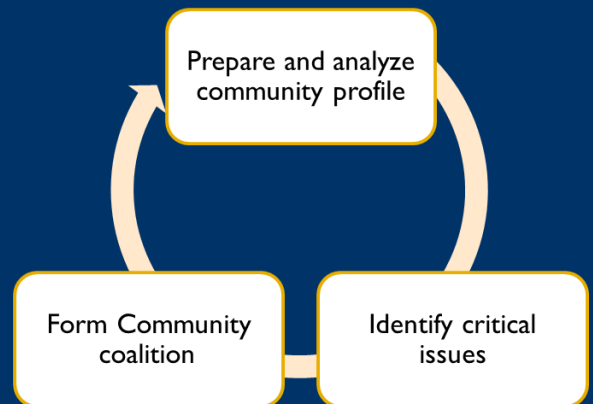 Prepare and analyze
community profile
Form Community
coalition
Identify critical
issues